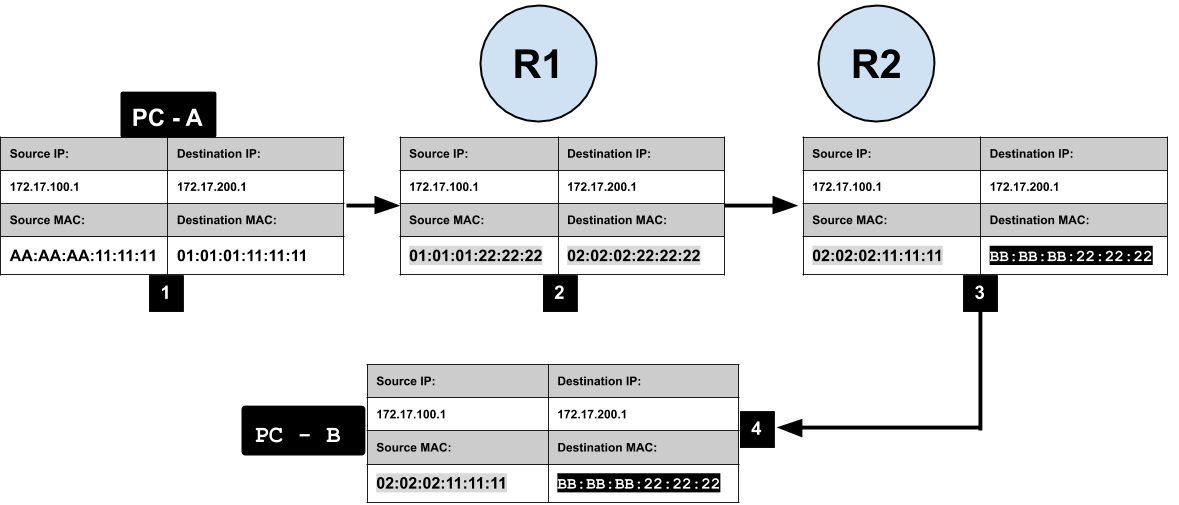 R1
R2
PC - A
Source IP: Destination IP:
172.17.100.1 172.17.200.1
Source MAC: Destination MAC:
AA:AA:AA:11:11:11 01:01:01:11:11:11
1
Source IP: Destination IP:
172.17.100.1 172.17.200.1
Source MAC: Destination MAC:
01:01:01:22:22:22 02:02:02:22:22:22
2
Source IP: Destination IP:
172.17.100.1 172.17.200.1
Source MAC: Destination MAC:
02:02:02:11:11:11 BB:BB:BB:22:22:22
3
PC - B
Source IP: Destination IP:
172.17.100.1 172.17.200.1
Source MAC: Destination MAC:
02:02:02:11:11:11 BB:BB:BB:22:22:22
4